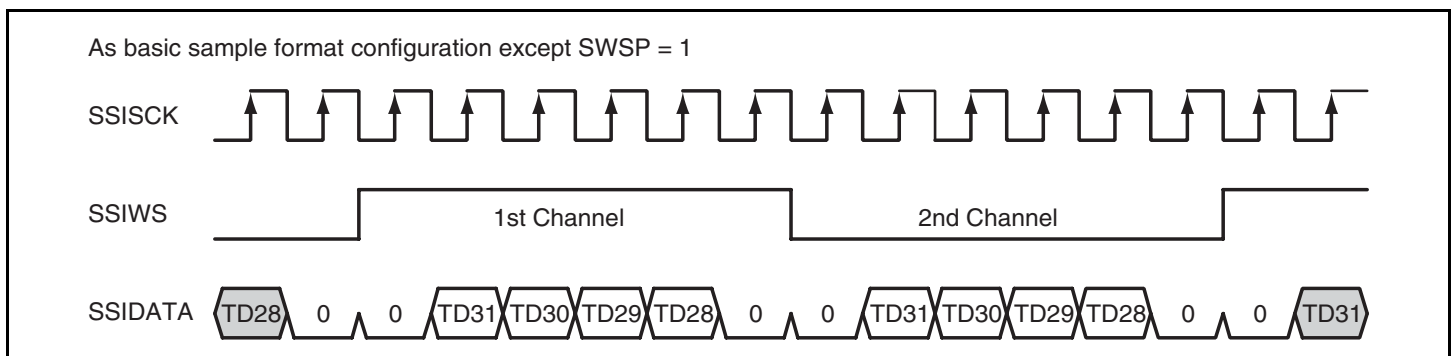 As basic sample format configuration except SWSP = 1
SSISCK
SSIWS 1st Channel 2nd Channel
SSIDATA TD28 0 0 TD31 TD30 TD29 TD28 0 0 TD31 TD30 TD29 TD28 0 0 TD31